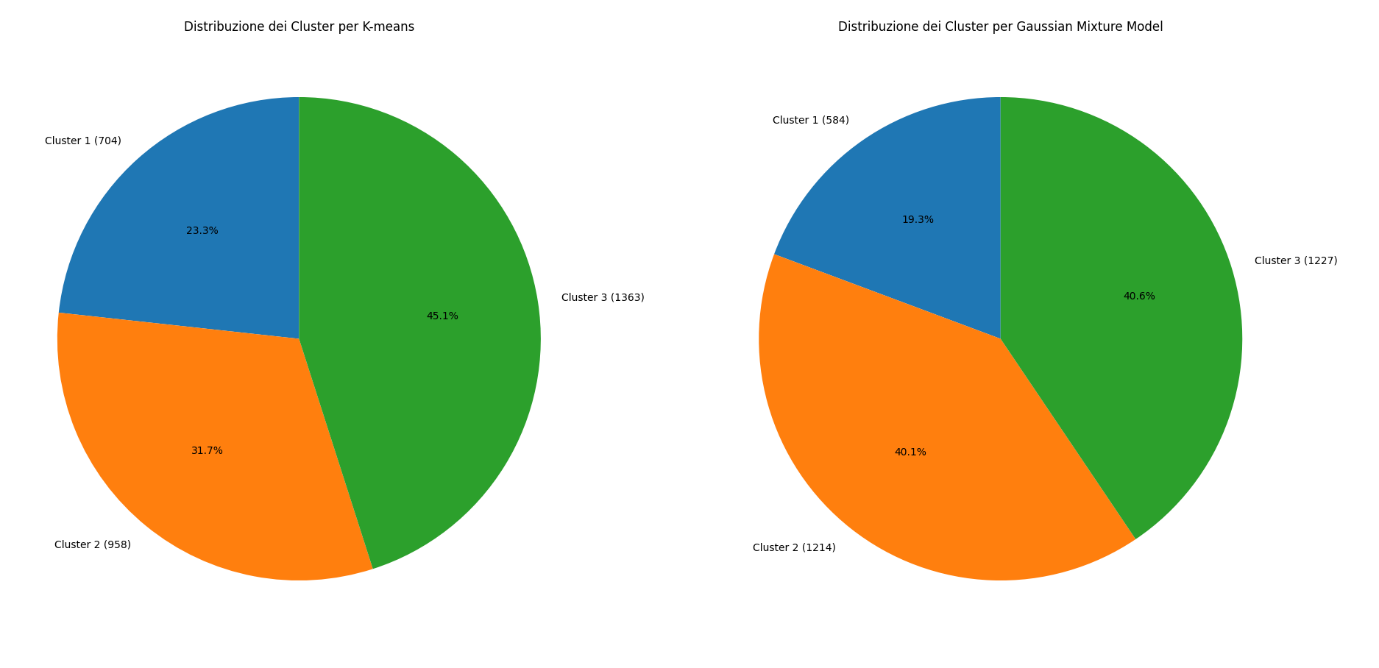 Distribuzione dei Cluster per K-means
Cluster 1 (704)
23.3%
Cluster 3 (1363)
45.1%
31.7%
Cluster 2 (958)
Distribuzione dei Cluster per Gaussian Mixture Model
Cluster 1 (584)
19.3%
Cluster 3 (1227)
40.6%
40.1%
Cluster 2 (1214)